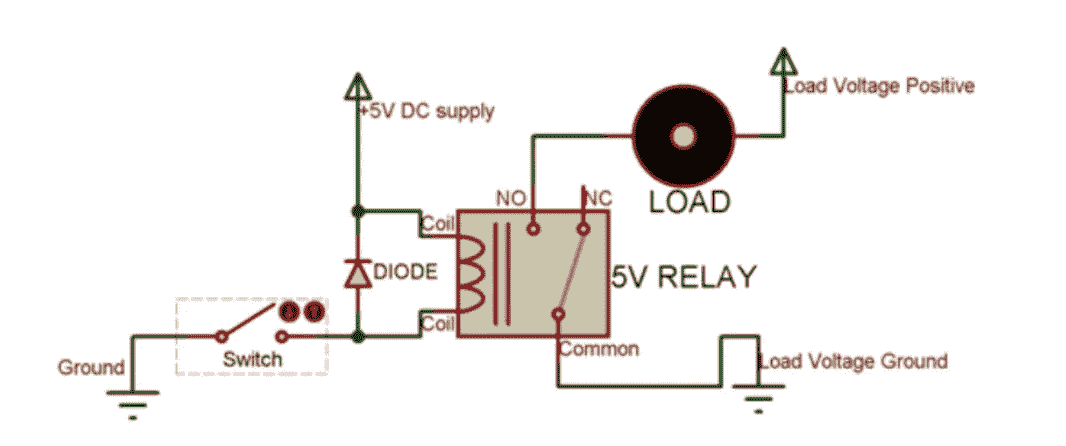 Load Voltage Positive
+5V DC supply
NO
NC
LOAD
Coil
DIODE
5V RELAY
Coil
Switch
Common
Ground
Load Voltage Ground